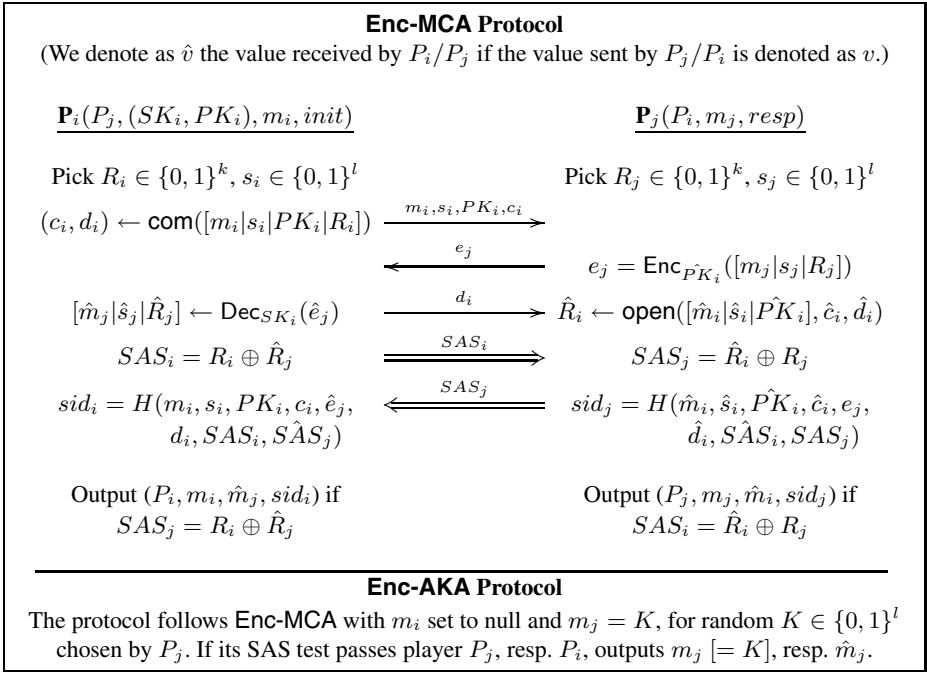 Enc-MCA Protocol
(We denote as v̂ the value received by P_i/P_j if the value sent by P_j/P_i is denoted as v.)
P_i(P_j, (SK_i, PK_i), m_i, init) P_j(P_i, m_j, resp)
Pick R_i ∈ {0, 1}^k, s_i ∈ {0, 1}^l Pick R_j ∈ {0, 1}^k, s_j ∈ {0, 1}^l
(c_i, d_i) ← com([m_i|s_i|PK_i|R_i]) m_i,s_i,PK_i,c_i
e_j e_j = Enc_{P̂K_i}([m_j|s_j|R_j])
[m̂_j|ŝ_j|R̂_j] ← Dec_{SK_i}(ê_j) d_i R̂_i ← open([m̂_i|ŝ_i|P̂K_i], ĉ_i, d̂_i)
SAS_i = R_i ⊕ R̂_j SAS_i SAS_j = R̂_i ⊕ R_j
sid_i = H(m_i, s_i, PK_i, c_i, ê_j, SAS_j sid_j = H(m̂_i, ŝ_i, P̂K_i, ĉ_i, e_j,
d_i, SAS_i, SÂS_j) d̂_i, SÂS_i, SAS_j)
Output (P_i, m_i, m̂_j, sid_i) if Output (P_j, m_j, m̂_i, sid_j) if
SAS_j = R_i ⊕ R̂_j SAS_i = R̂_i ⊕ R_j
Enc-AKA Protocol
The protocol follows Enc-MCA with m_i set to null and m_j = K, for random K ∈ {0, 1}^l
chosen by P_j. If its SAS test passes player P_j, resp. P_i, outputs m_j [= K], resp. m̂_j.